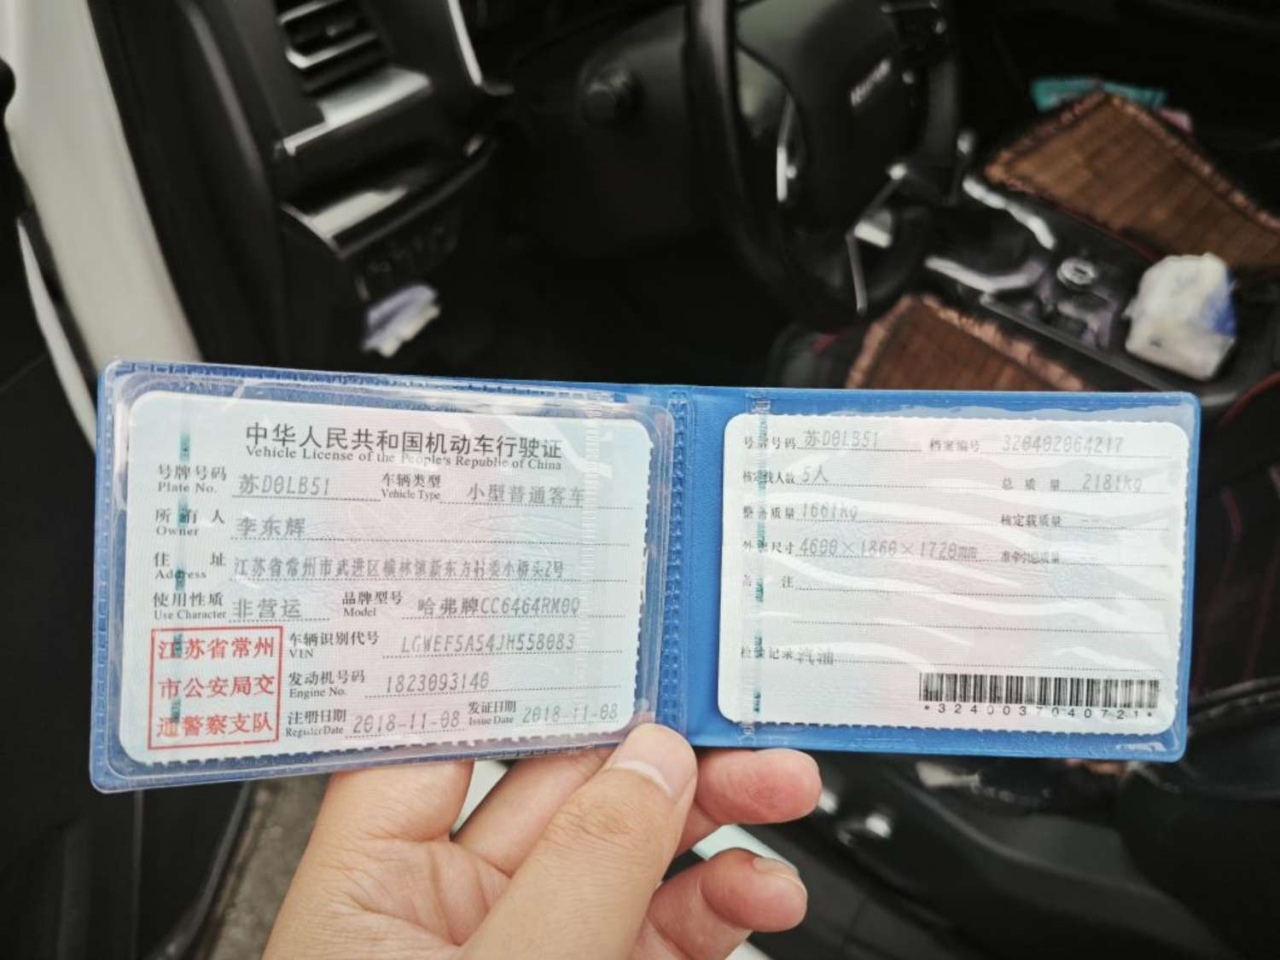 中华人民共和国机动车行驶证
Vehicle License of the People's Republic of China
号牌号码 苏D0LB51 车辆类型 小型普通客车
Plate No. Vehicle Type
所有人 李东辉
Owner
住址 江苏省常州市武进区榆林镇新东方村委小桥头2号
Address
使用性质 非营运 品牌型号 哈弗牌CC6464RM0Q
Use Character Model
江苏省常州
市公安局交
通警察支队
车辆识别代号 LGWEF5A54JH558083
VIN
发动机号码 1823093140
Engine No.
注册日期 2018-11-08 发证日期 2018-11-08
Register Date Issue Date
号牌号码 苏D0LB51 档案编号 320402064217
核定载人数 5人 总质量 2181kg
整备质量 1661kg 核定载质量 --
外廓尺寸 4600×1860×1720mm 准牵引总质量
备注
检验记录 汽油
*3240037040721*